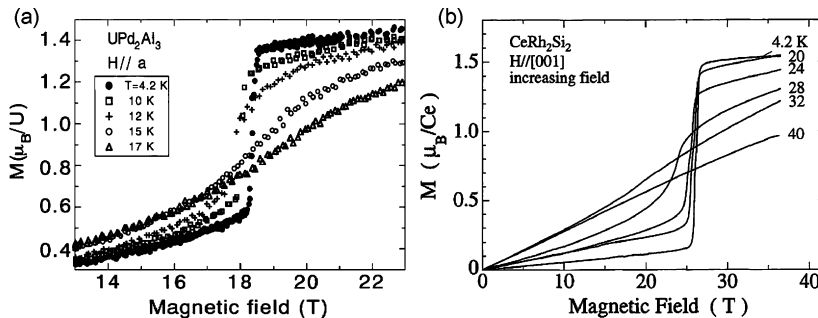 (a)
UPd₂Al₃
H// a
T=4.2 K
10 K
12 K
15 K
17 K
M(μ_B/U)
1.4
1.2
1.0
0.8
0.6
0.4
14 16 18 20 22
Magnetic field (T)
(b)
CeRh₂Si₂
H//[001]
increasing field
4.2 K
20
24
28
32
40
M (μ_B/Ce)
1.5
1.0
0.5
0
0 10 20 30 40
Magnetic Field ( T )